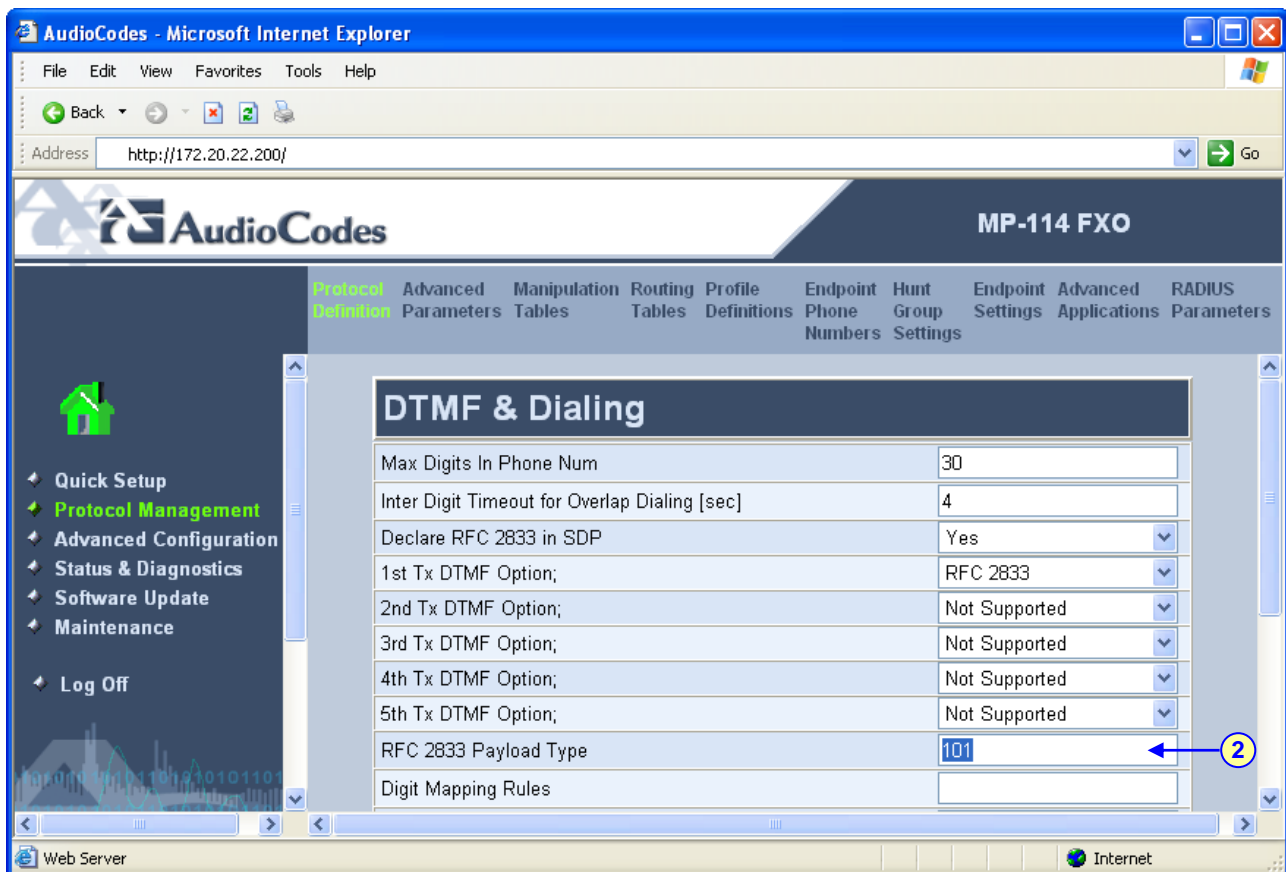 AudioCodes - Microsoft Internet Explorer
File Edit View Favorites Tools Help
Back
Address http://172.20.22.200/ Go
AudioCodes
MP-114 FXO
Protocol Definition Advanced Parameters Manipulation Tables Routing Tables Profile Definitions Endpoint Phone Numbers Hunt Group Settings Endpoint Settings Advanced Applications RADIUS Parameters
Quick Setup
Protocol Management
Advanced Configuration
Status & Diagnostics
Software Update
Maintenance
Log Off
DTMF & Dialing
Max Digits In Phone Num 30
Inter Digit Timeout for Overlap Dialing [sec] 4
Declare RFC 2833 in SDP Yes
1st Tx DTMF Option; RFC 2833
2nd Tx DTMF Option; Not Supported
3rd Tx DTMF Option; Not Supported
4th Tx DTMF Option; Not Supported
5th Tx DTMF Option; Not Supported
RFC 2833 Payload Type 101 2
Digit Mapping Rules
Web Server Internet